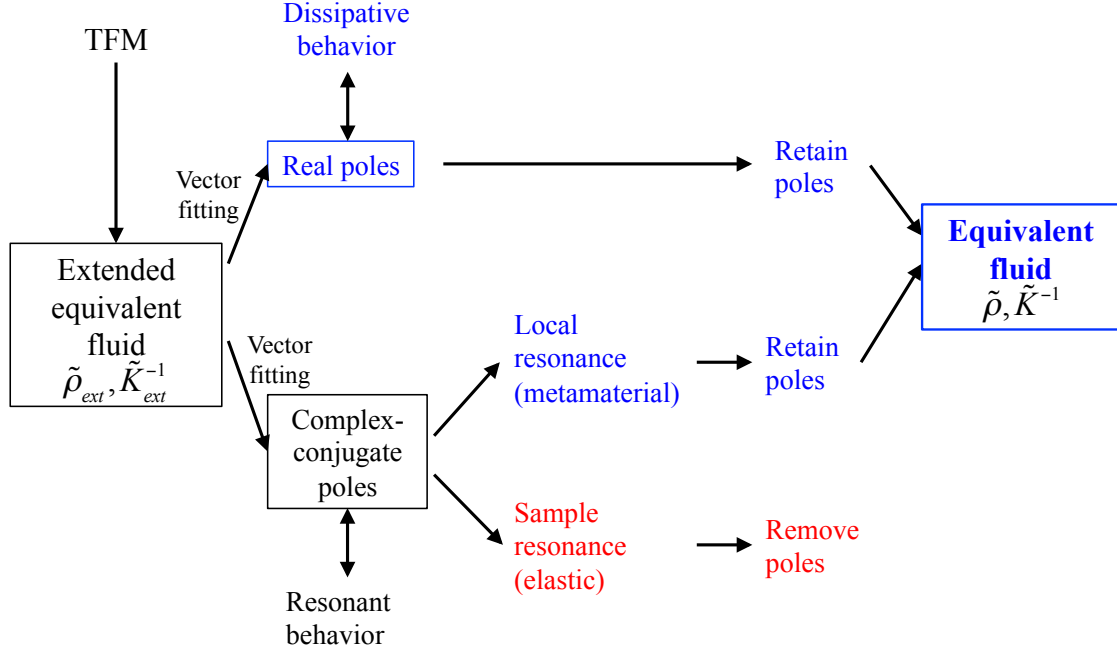 TFM
Dissipative
behavior
Real poles
Vector
fitting
Retain
poles
Equivalent
fluid
ρ̃, K̃⁻¹
Extended
equivalent
fluid
ρ̃ₑₓₜ, K̃ₑₓₜ⁻¹
Vector
fitting
Local
resonance
(metamaterial)
Retain
poles
Complex-
conjugate
poles
Sample
resonance
(elastic)
Remove
poles
Resonant
behavior